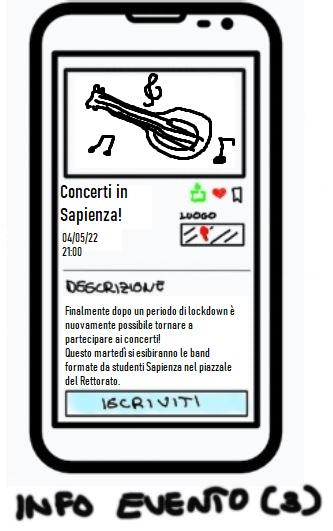 Concerti in
Sapienza!
04/05/22
21:00
LUOGO
DESCRIZIONE
Finalmente dopo un periodo di lockdown è
nuovamente possibile tornare a
partecipare ai concerti!
Questo martedì si esibiranno le band
formate da studenti Sapienza nel piazzale
del Rettorato.
ISCRIVITI
INFO EVENTO (3)